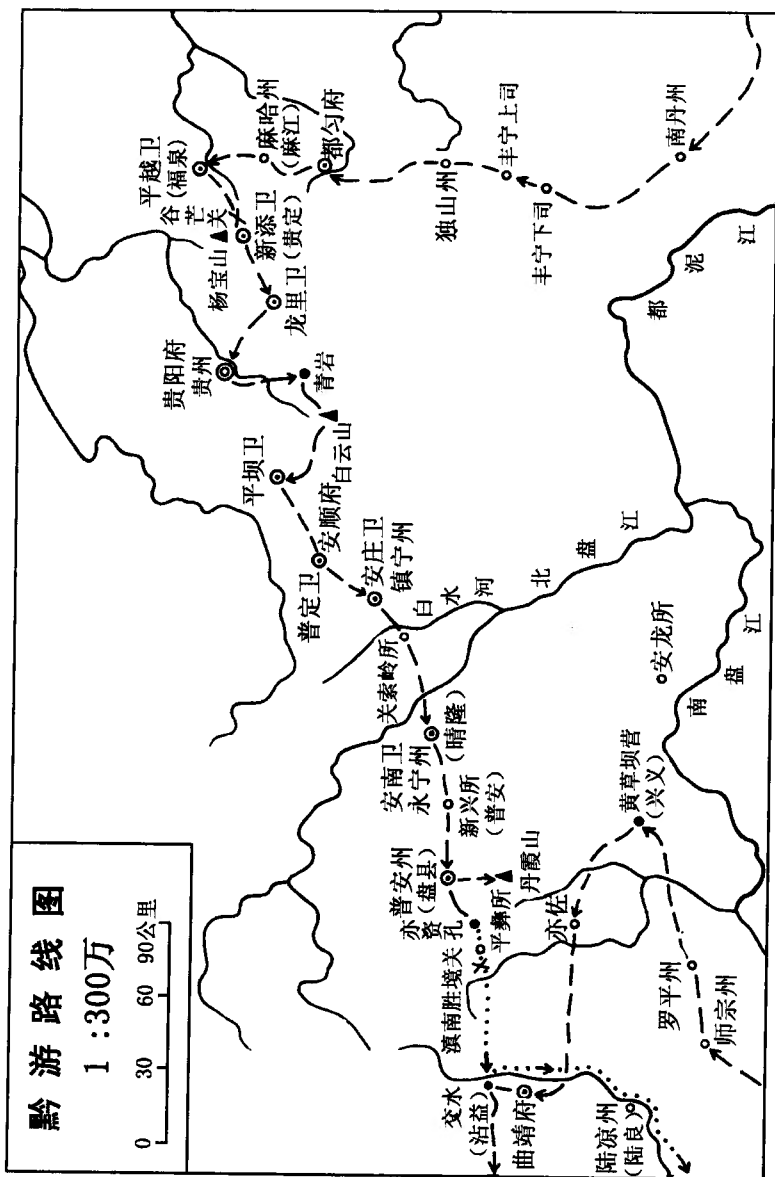 黔游路线图
1:300万
0 30 60 90公里
平越卫
(福泉)
麻哈州
(麻江)
都匀府
谷芒关
杨宝山
新添卫
(贵定)
龙里卫
贵阳府
贵州
青岩
白云山
平坝卫
安顺府
普定卫
安庄卫
镇宁州
白水河
关索岭所
北盘江
安南卫
永宁州
(晴隆)
新兴所
(普安)
普安州
(盘县)
丹霞山
亦资孔
平彝所
滇南胜境关
交水
(沾益)
曲靖府
陆凉州
(陆良)
亦佐
黄草坝营
(兴义)
罗平州
师宗州
安龙所
南盘江
都泥江
独山州
丰宁上司
丰宁下司
南丹州